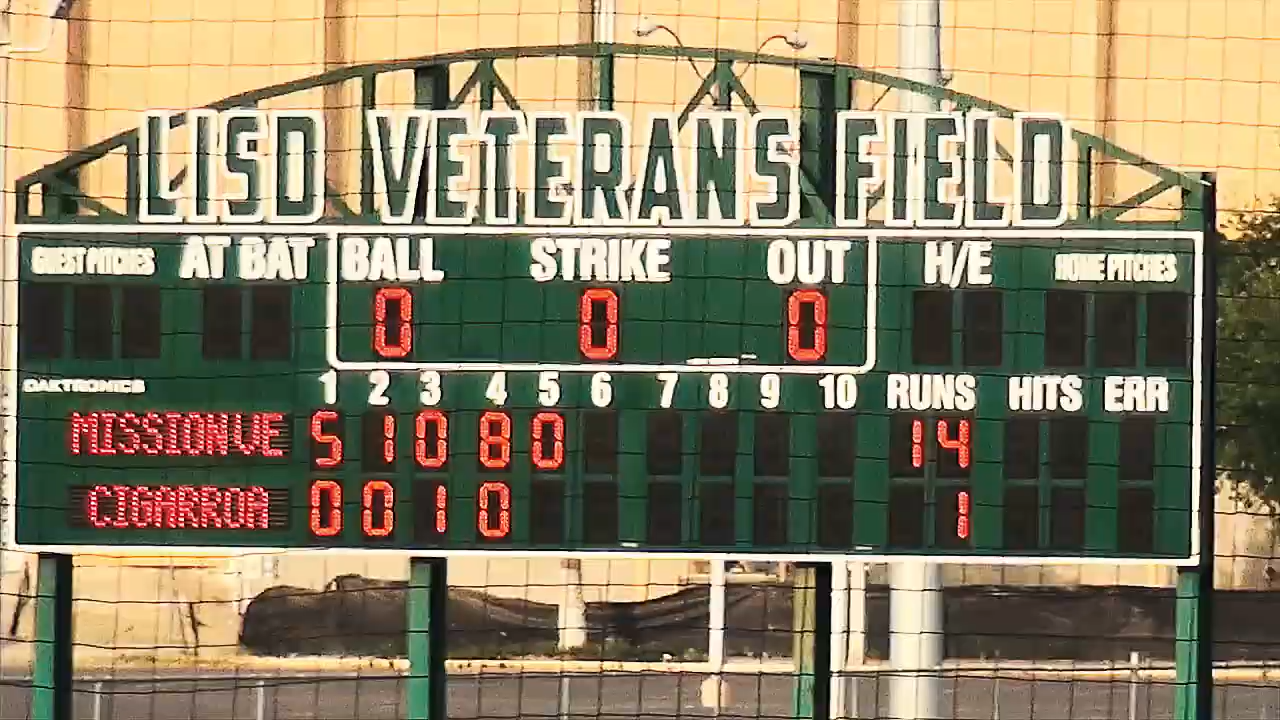 LISD VETERANS FIELD
GUEST PITCHES AT BAT BALL STRIKE OUT H/E HOME PITCHES
0 0 0
DAKTRONICS 1 2 3 4 5 6 7 8 9 10 RUNS HITS ERR
MISSIONVE 5 1 0 8 0 14
CIGARROA 0 0 1 0 1